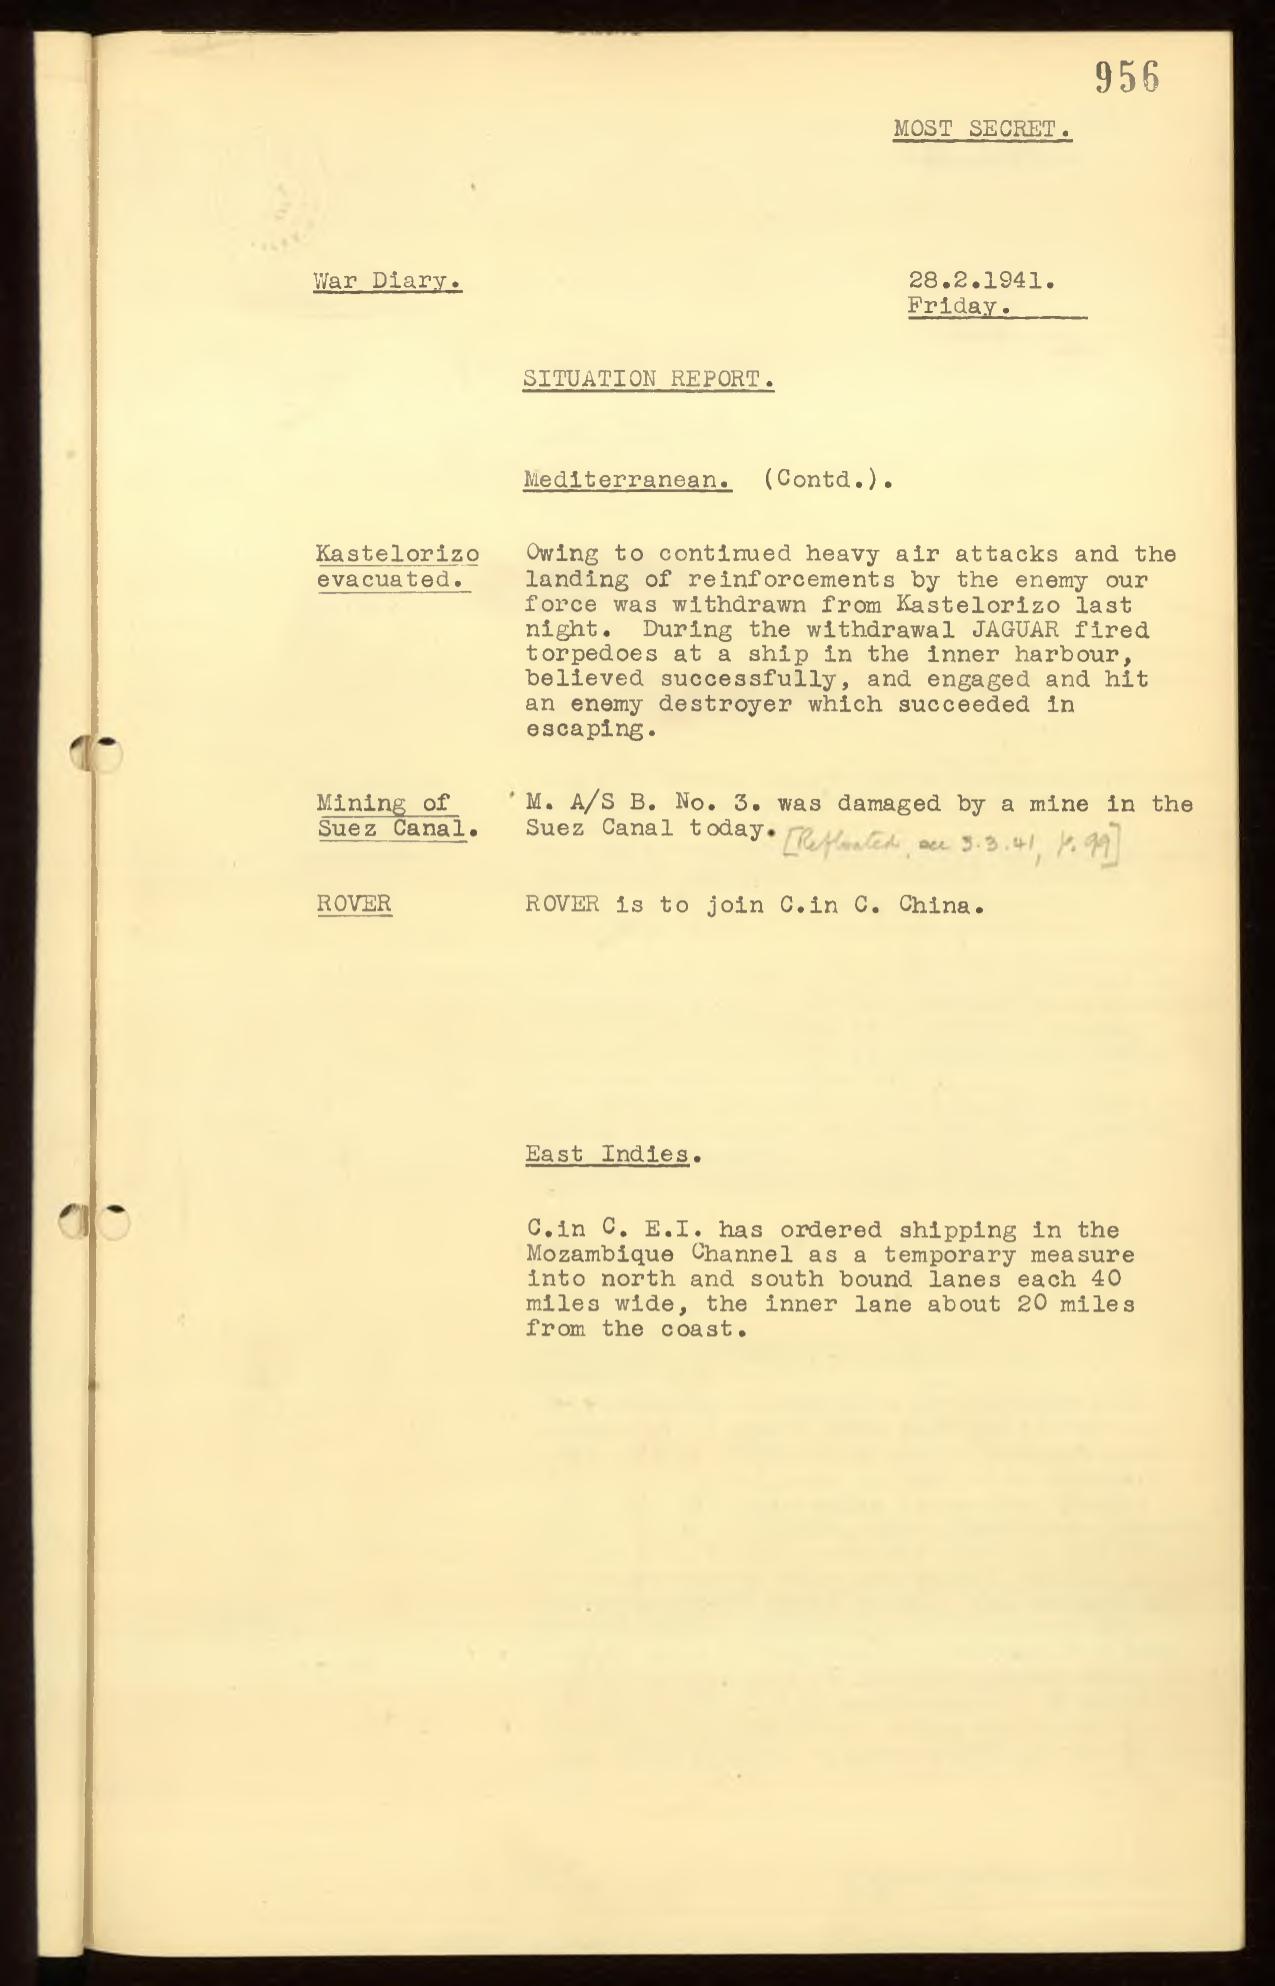 956
MOST SECRET.
War Diary.
28.2.1941.
Friday.
SITUATION REPORT.
Mediterranean. (Contd.).
Kastelorizo
evacuated.
Owing to continued heavy air attacks and the
landing of reinforcements by the enemy our
force was withdrawn from Kastelorizo last
night. During the withdrawal JAGUAR fired
torpedoes at a ship in the inner harbour,
believed successfully, and engaged and hit
an enemy destroyer which succeeded in
escaping.
Mining of
Suez Canal.
M. A/S B. No. 3. was damaged by a mine in the
Suez Canal today. [Refloated, see 3.3.41, p. 99]
ROVER
ROVER is to join C.in C. China.
East Indies.
C.in C. E.I. has ordered shipping in the
Mozambique Channel as a temporary measure
into north and south bound lanes each 40
miles wide, the inner lane about 20 miles
from the coast.